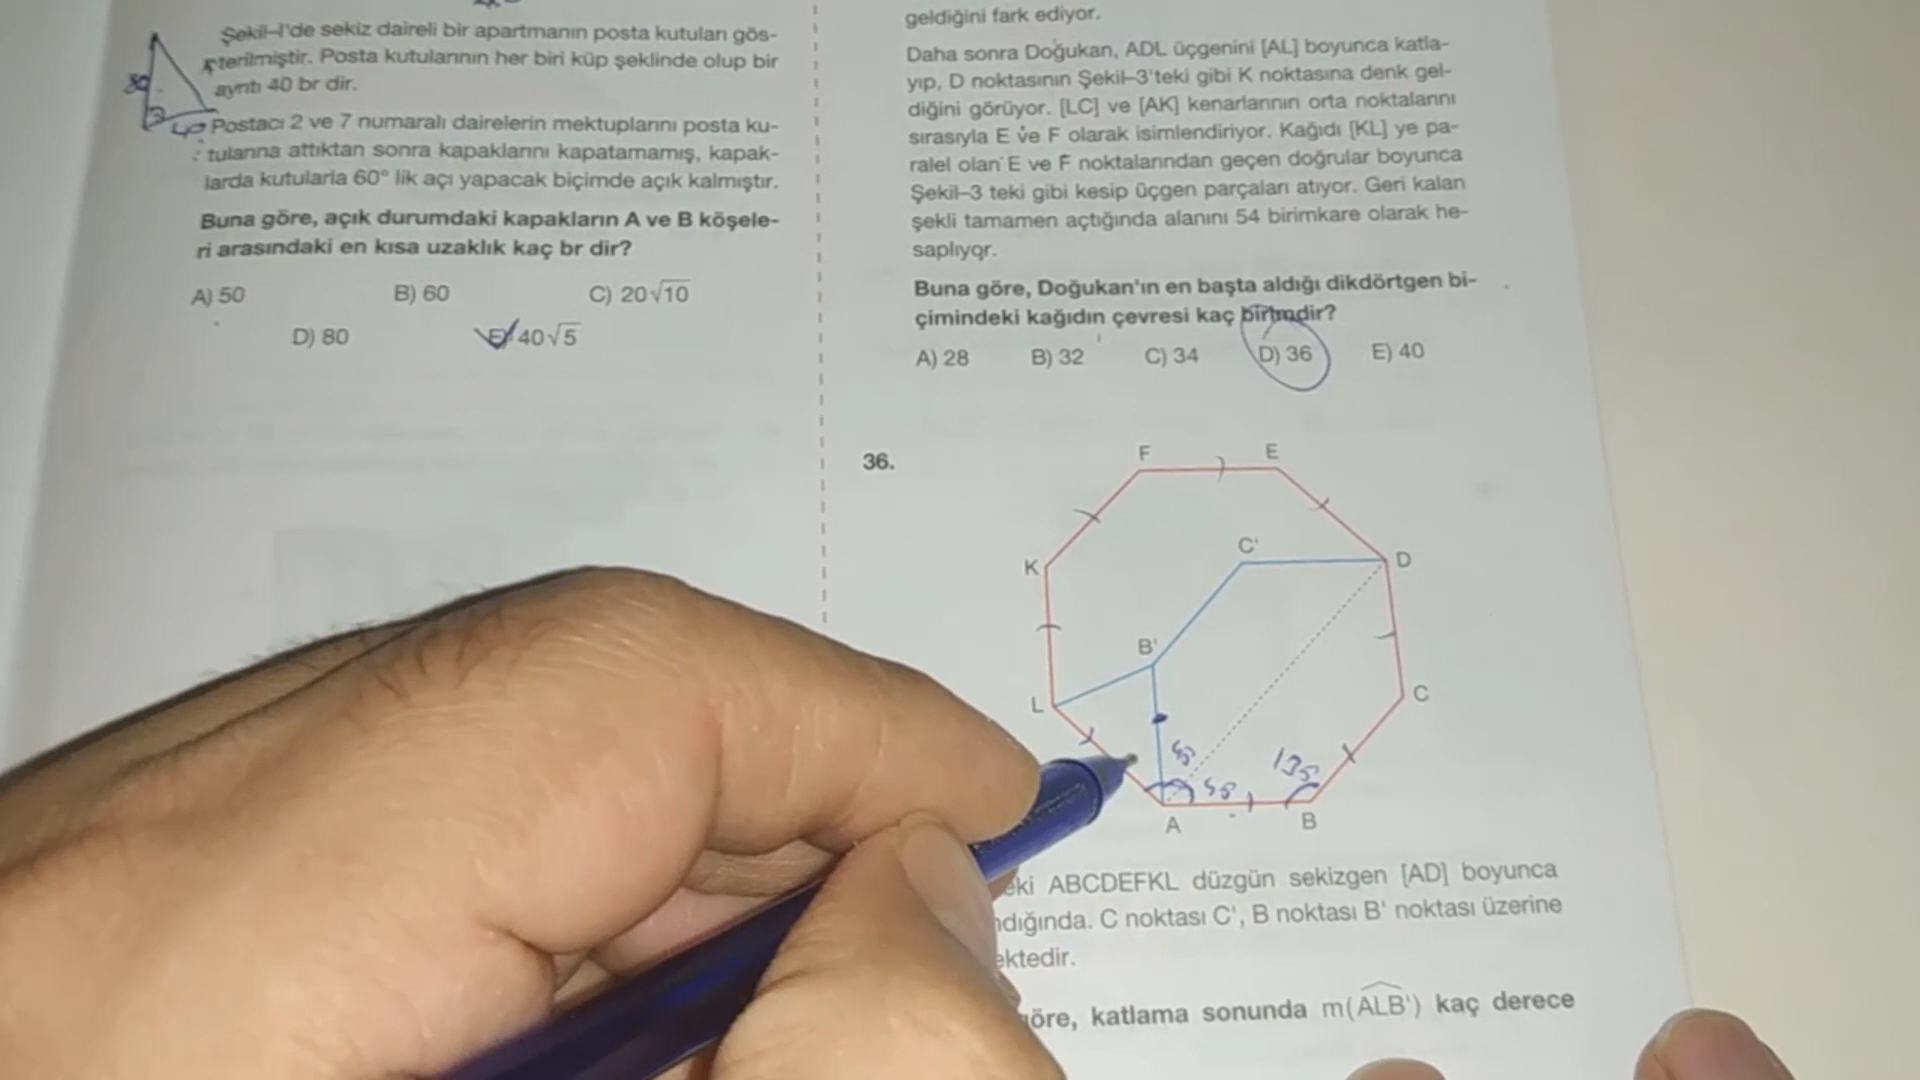 Şekil–I'de sekiz daireli bir apartmanın posta kutuları gös-
terilmiştir. Posta kutularının her biri küp şeklinde olup bir
ayrıtı 40 br dir.
Postacı 2 ve 7 numaralı dairelerin mektuplarını posta ku-
tularına attıktan sonra kapaklarını kapatamamış, kapak-
larda kutularla 60° lik açı yapacak biçimde açık kalmıştır.
Buna göre, açık durumdaki kapakların A ve B köşele-
ri arasındaki en kısa uzaklık kaç br dir?
A) 50 B) 60 C) 20√10
D) 80 E) 40√5
geldiğini fark ediyor.
Daha sonra Doğukan, ADL üçgenini [AL] boyunca katla-
yıp, D noktasının Şekil–3'teki gibi K noktasına denk gel-
diğini görüyor. [LC] ve [AK] kenarlarının orta noktalarını
sırasıyla E ve F olarak isimlendiriyor. Kağıdı [KL] ye pa-
ralel olan E ve F noktalarından geçen doğrular boyunca
Şekil–3 teki gibi kesip üçgen parçaları atıyor. Geri kalan
şekli tamamen açtığında alanını 54 birimkare olarak he-
saplıyor.
Buna göre, Doğukan'ın en başta aldığı dikdörtgen bi-
çimindeki kağıdın çevresi kaç birimdir?
A) 28 B) 32 C) 34 D) 36 E) 40
36.
F E
K C' D
B'
L C
135
A B
eki ABCDEFKL düzgün sekizgen [AD] boyunca
ndığında. C noktası C', B noktası B' noktası üzerine
ektedir.
göre, katlama sonunda m(ALB') kaç derece